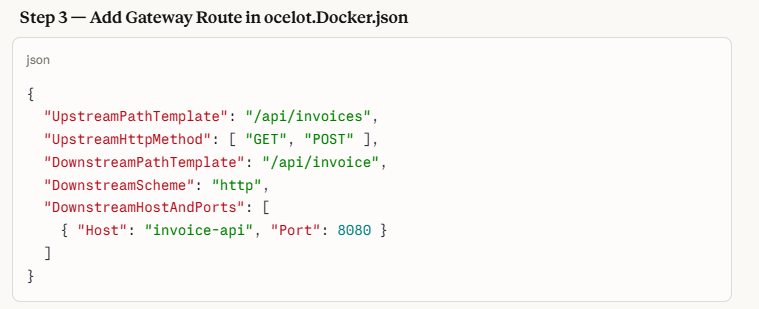 Step 3 — Add Gateway Route in ocelot.Docker.json
json
{
  "UpstreamPathTemplate": "/api/invoices",
  "UpstreamHttpMethod": [ "GET", "POST" ],
  "DownstreamPathTemplate": "/api/invoice",
  "DownstreamScheme": "http",
  "DownstreamHostAndPorts": [
    { "Host": "invoice-api", "Port": 8080 }
  ]
}